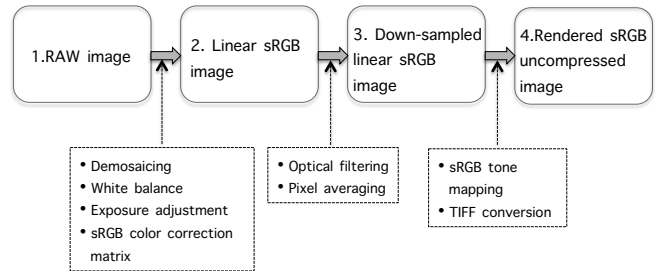 1.RAW image
2. Linear sRGB
image
3. Down-sampled
linear sRGB
image
4.Rendered sRGB
uncompressed
image
• Demosaicing
• White balance
• Exposure adjustment
• sRGB color correction
matrix
• Optical filtering
• Pixel averaging
• sRGB tone
mapping
• TIFF conversion